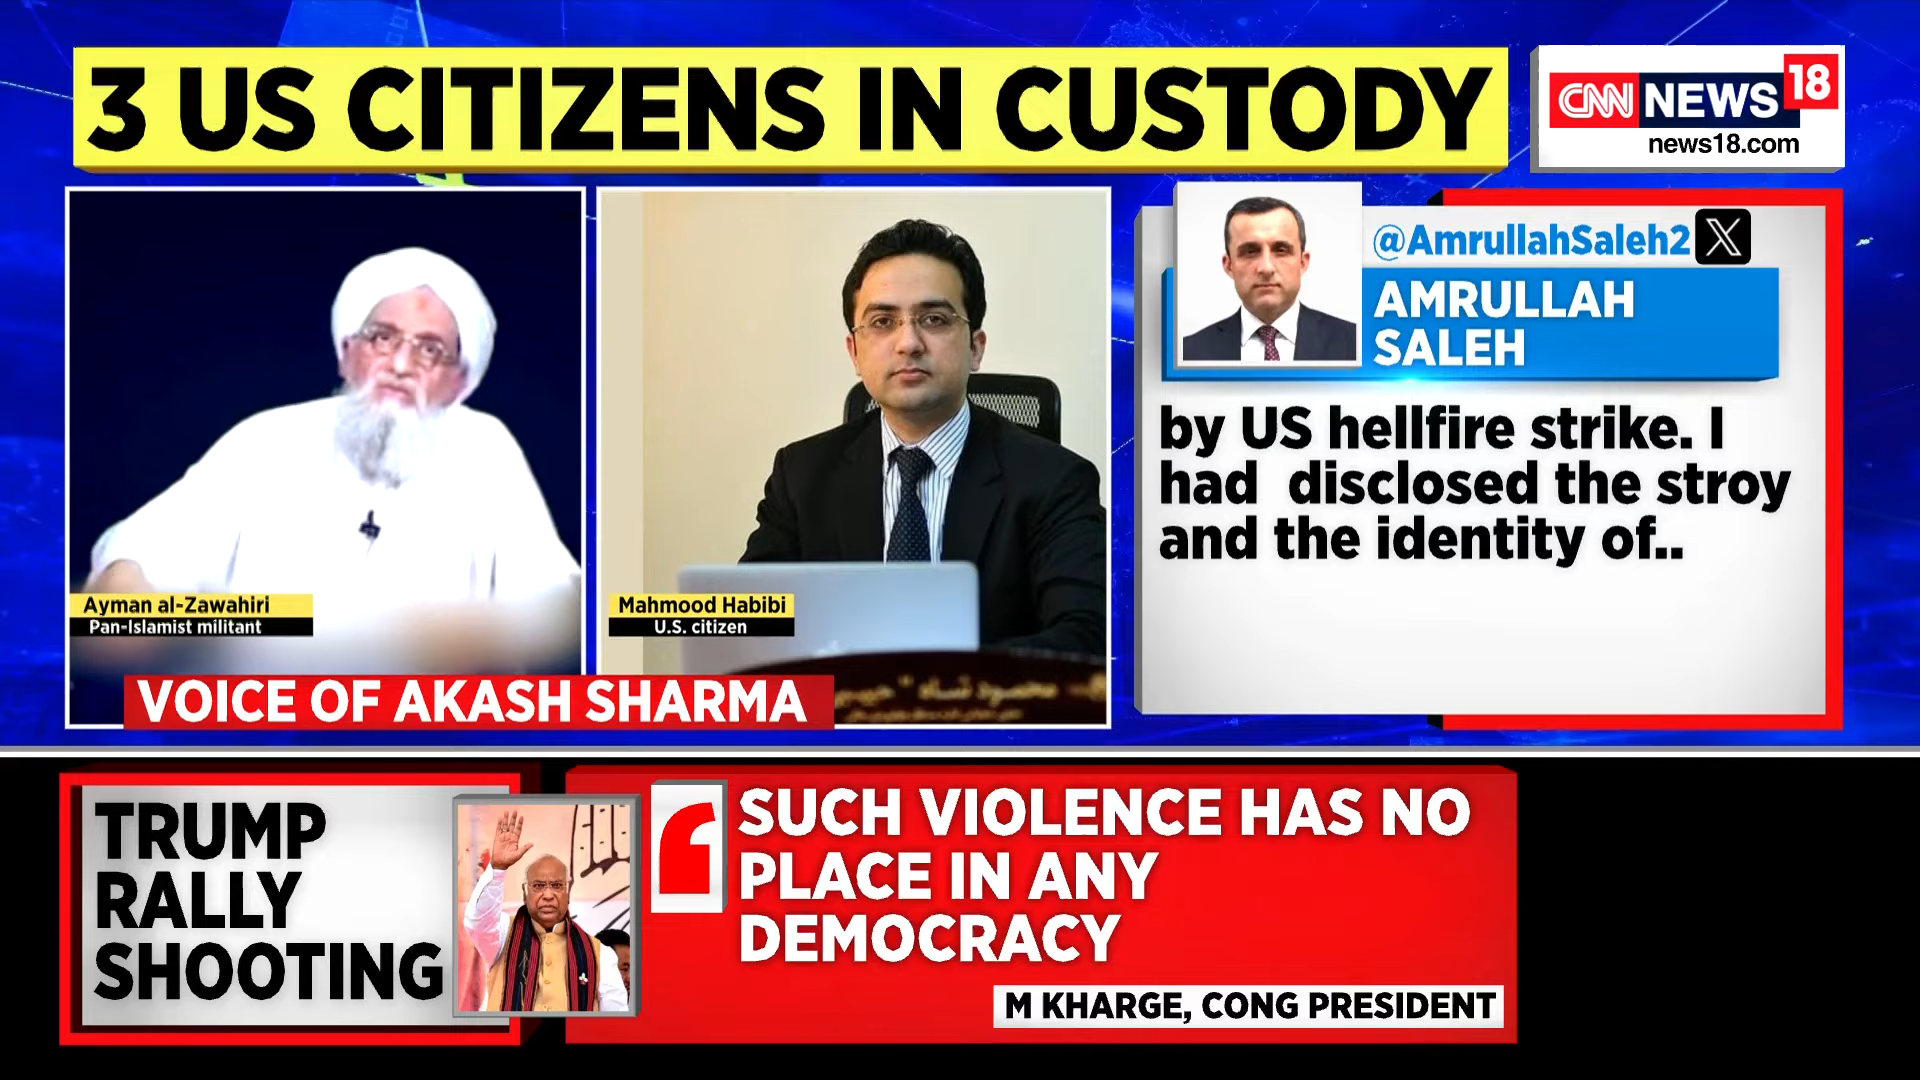 3 US CITIZENS IN CUSTODY
CNN NEWS 18
news18.com
@AmrullahSaleh2 X
AMRULLAH
SALEH
by US hellfire strike. I
had disclosed the stroy
and the identity of..
Ayman al-Zawahiri
Pan-Islamist militant
Mahmood Habibi
U.S. citizen
VOICE OF AKASH SHARMA
TRUMP
RALLY
SHOOTING
SUCH VIOLENCE HAS NO
PLACE IN ANY
DEMOCRACY
M KHARGE, CONG PRESIDENT